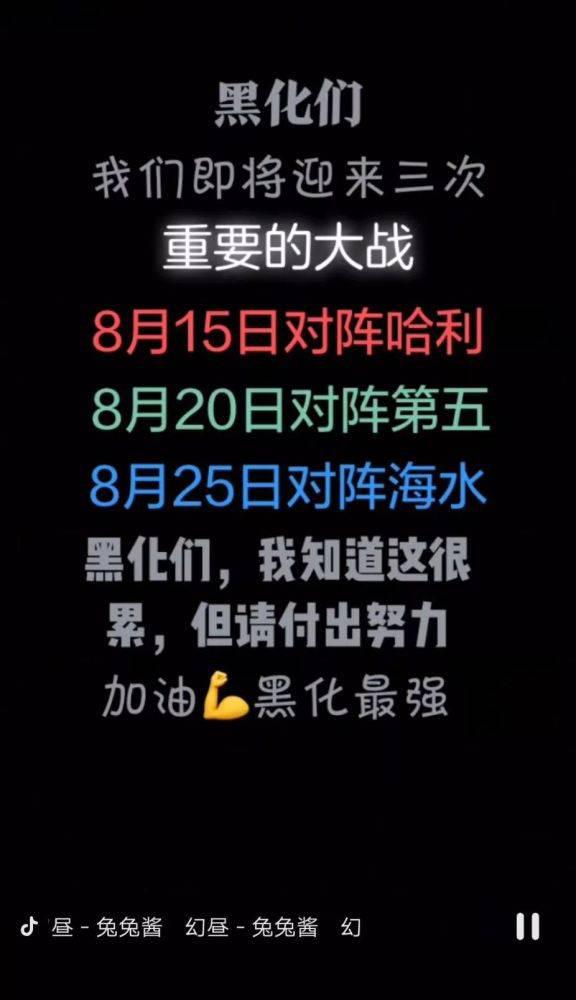 黑化们
我们即将迎来三次
重要的大战
8月15日对阵哈利
8月20日对阵第五
8月25日对阵海水
黑化们，我知道这很
累，但请付出努力
加油💪黑化最强
昼 - 兔兔酱 幻昼 - 兔兔酱 幻